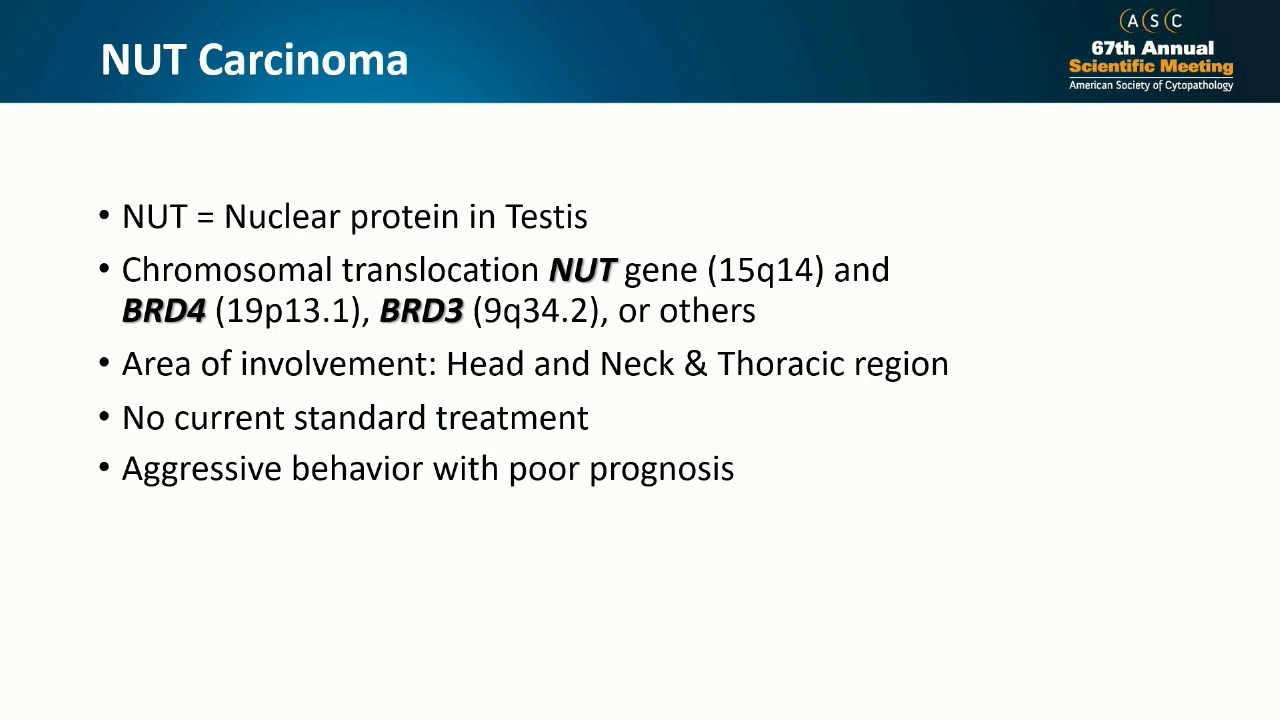 NUT Carcinoma
(A(S(C
67th Annual
Scientific Meeting
American Society of Cytopathology
• NUT = Nuclear protein in Testis
• Chromosomal translocation NUT gene (15q14) and
BRD4 (19p13.1), BRD3 (9q34.2), or others
• Area of involvement: Head and Neck & Thoracic region
• No current standard treatment
• Aggressive behavior with poor prognosis